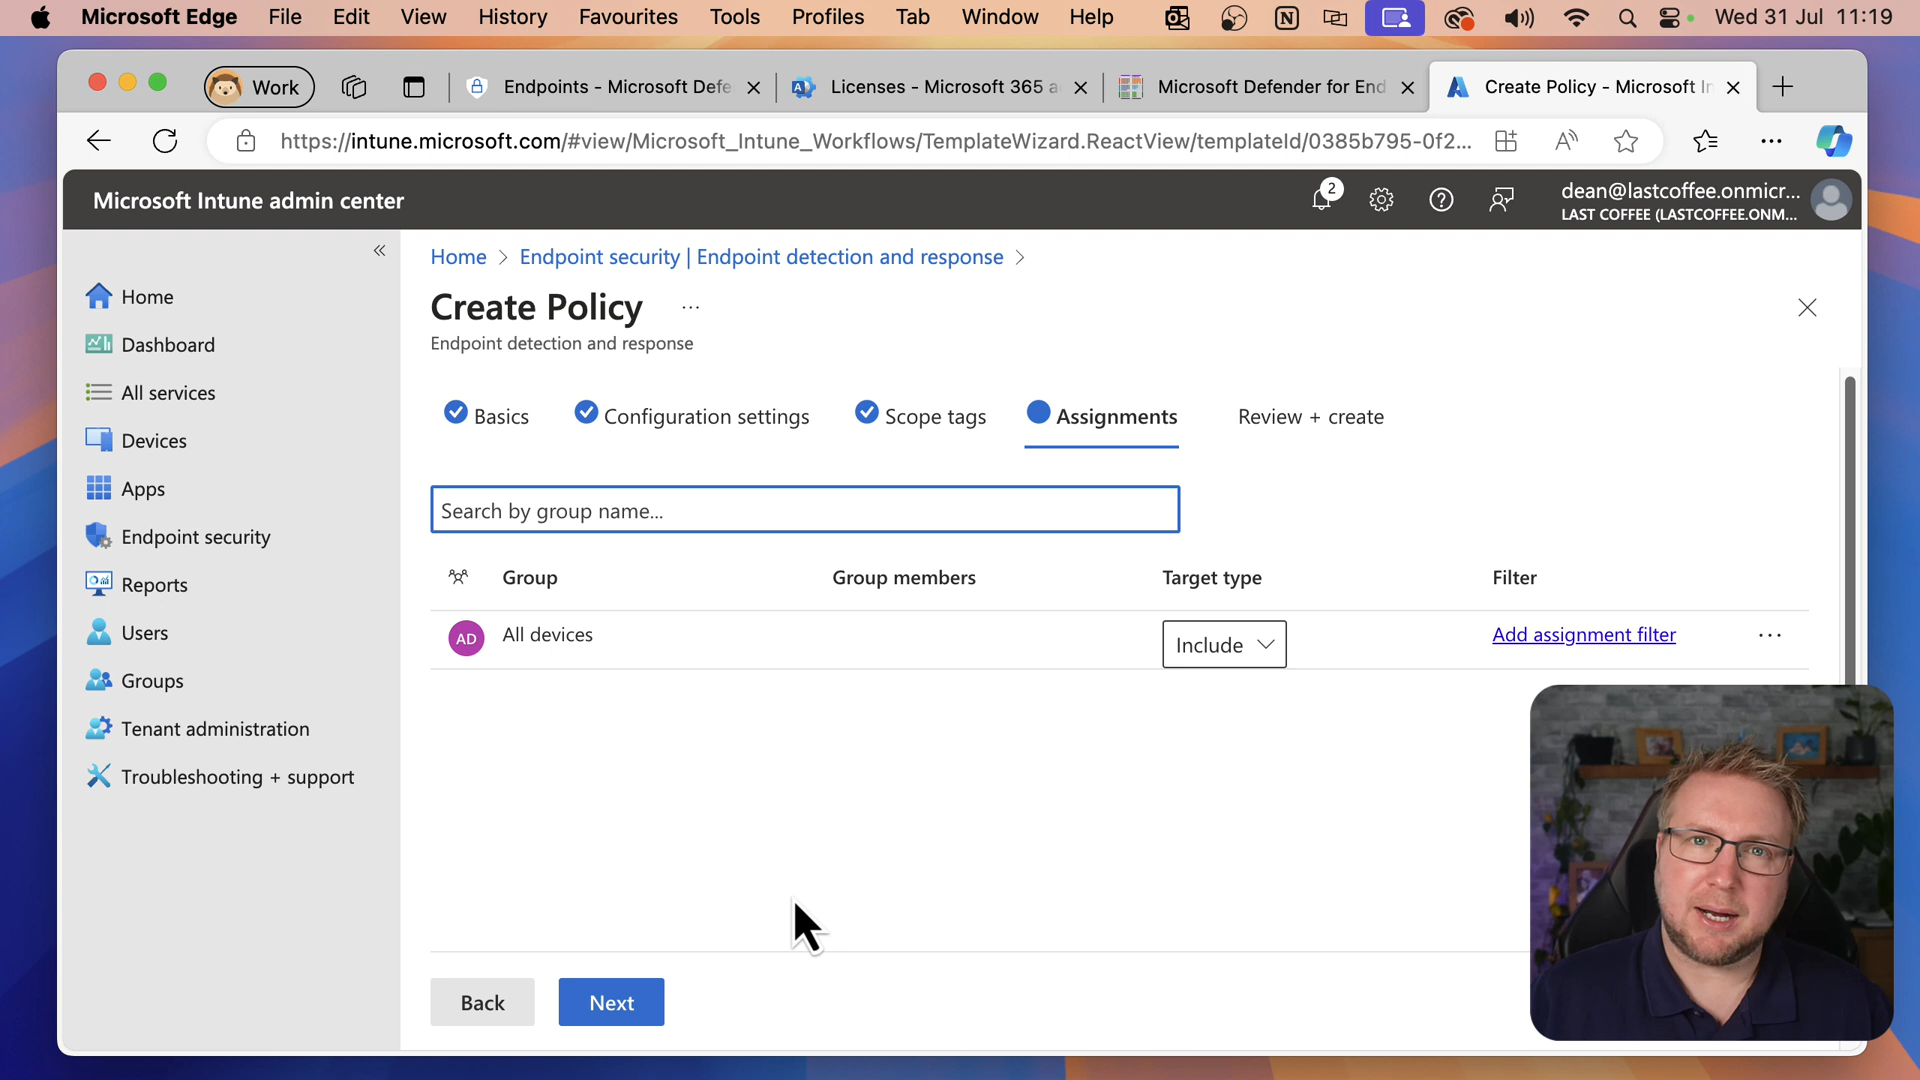 Microsoft Edge File Edit View History Favourites Tools Profiles Tab Window Help Wed 31 Jul 11:19
Work Endpoints - Microsoft Defe Licenses - Microsoft 365 a Microsoft Defender for End Create Policy - Microsoft In
https://intune.microsoft.com/#view/Microsoft_Intune_Workflows/TemplateWizard.ReactView/templateId/0385b795-0f2...
Microsoft Intune admin center
2
dean@lastcoffee.onmicr...
LAST COFFEE (LASTCOFFEE.ONM...
Home
Dashboard
All services
Devices
Apps
Endpoint security
Reports
Users
Groups
Tenant administration
Troubleshooting + support
Home > Endpoint security | Endpoint detection and response >
Create Policy ...
Endpoint detection and response
Basics Configuration settings Scope tags Assignments Review + create
Search by group name...
Group Group members Target type Filter
AD All devices Include Add assignment filter ...
Back Next